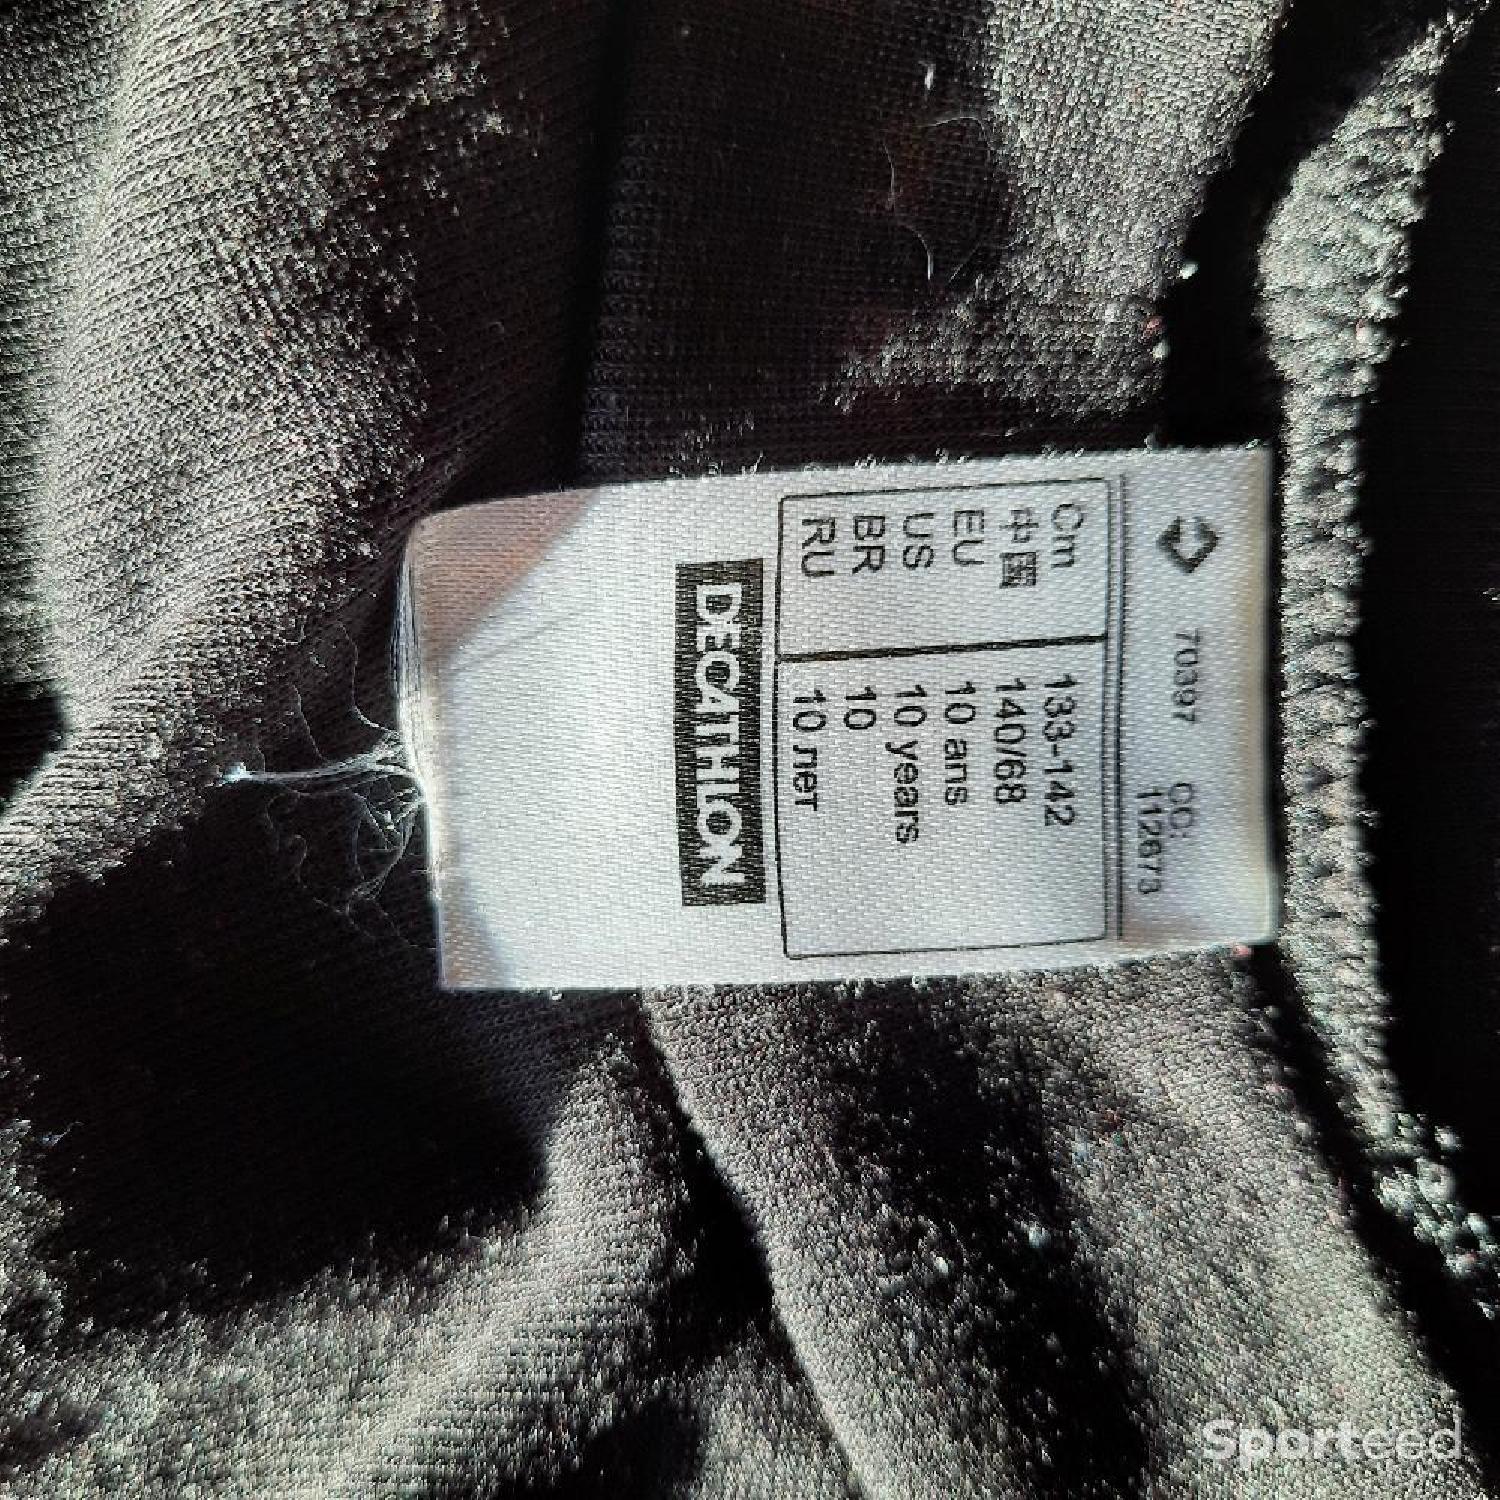 70397 CC. 112673
Cm 133-142
中国 140/68
EU 10 ans
US 10 years
BR 10
RU 10 лет
DECATHLON
Sporteed